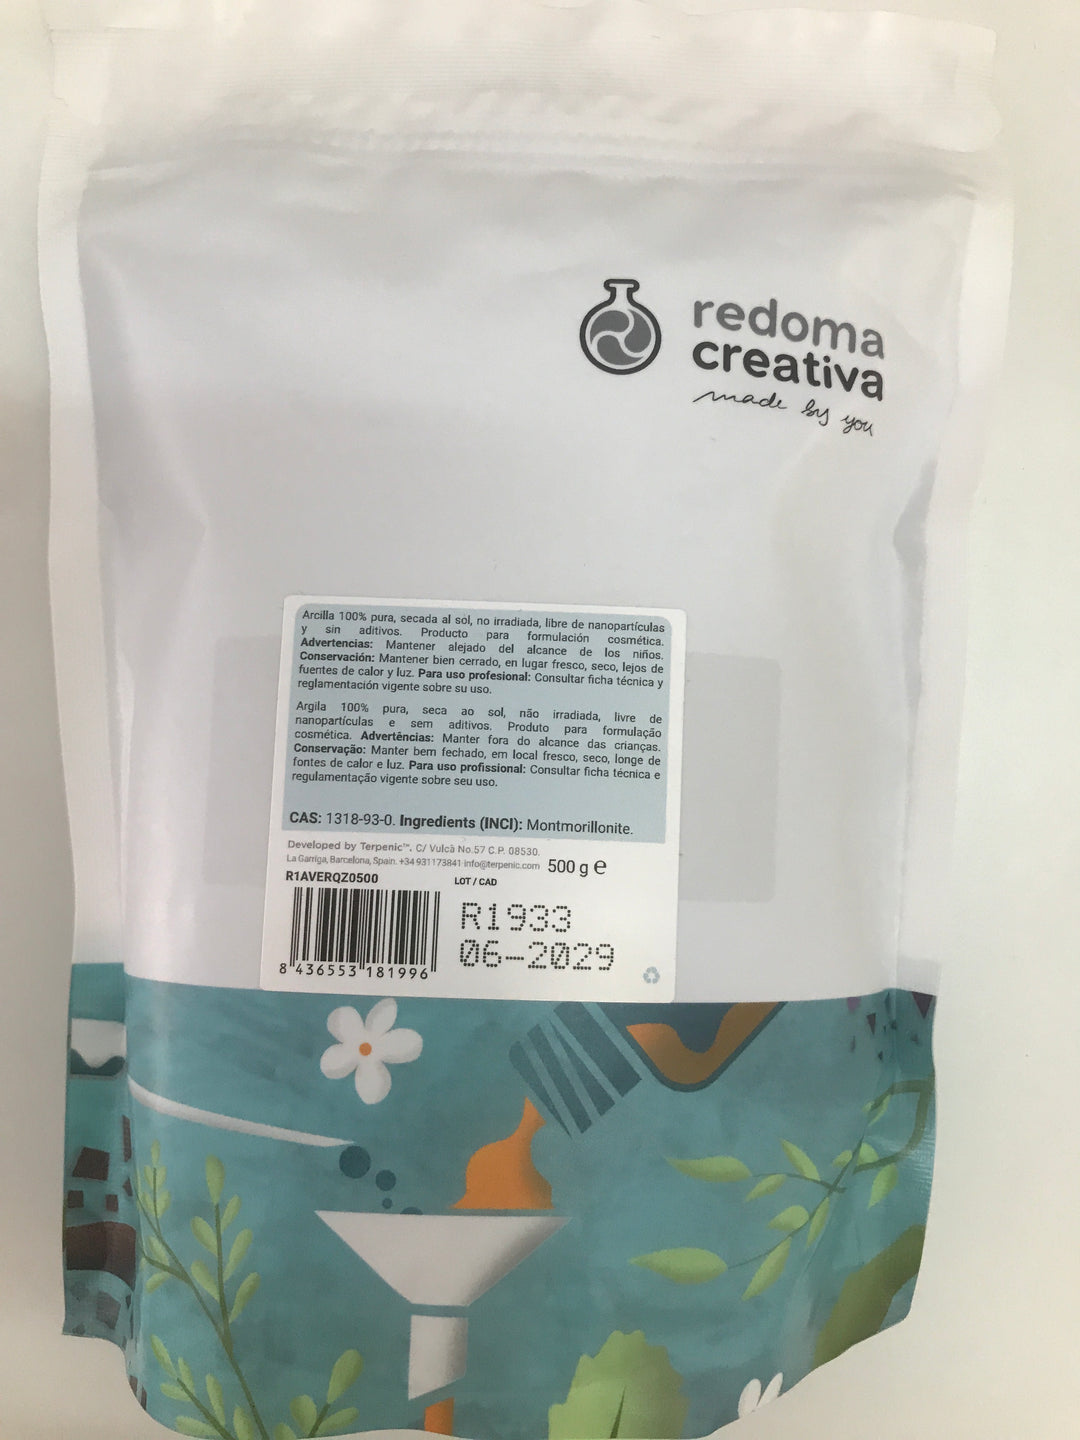 redoma
creativa
made by you
Arcilla 100% pura, secada al sol, no irradiada, libre de nanopartículas
y sin aditivos. Producto para formulación cosmética.
Advertencias: Mantener alejado del alcance de los niños.
Conservación: Mantener bien cerrado, en lugar fresco, seco, lejos de
fuentes de calor y luz. Para uso profesional: Consultar ficha técnica y
reglamentación vigente sobre su uso.
Argila 100% pura, seca ao sol, não irradiada, livre de
nanopartículas e sem aditivos. Produto para formulação
cosmética. Advertências: Manter fora do alcance das crianças.
Conservação: Manter bem fechado, em local fresco, seco, longe de
fontes de calor e luz. Para uso profissional: Consultar ficha técnica e
regulamentação vigente sobre seu uso.
CAS: 1318-93-0. Ingredients (INCI): Montmorillonite.
Developed by Terpenic™. C/ Vulcà No.57 C.P. 08530.
La Garriga, Barcelona, Spain. +34 931173841 info@terpenic.com 500 g e
R1AVERQZ0500 LOT / CAD
R1933
06-2029
8 436553 181996